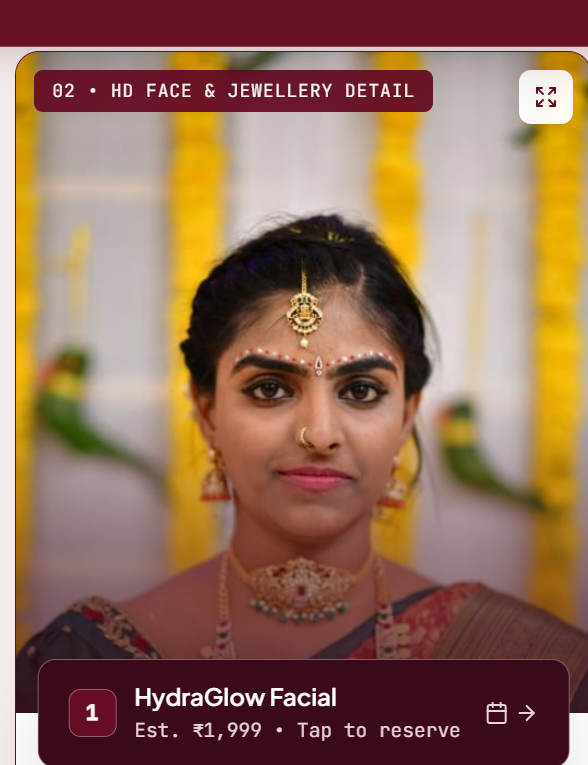 02 • HD FACE & JEWELLERY DETAIL
1
HydraGlow Facial
Est. ₹1,999 • Tap to reserve